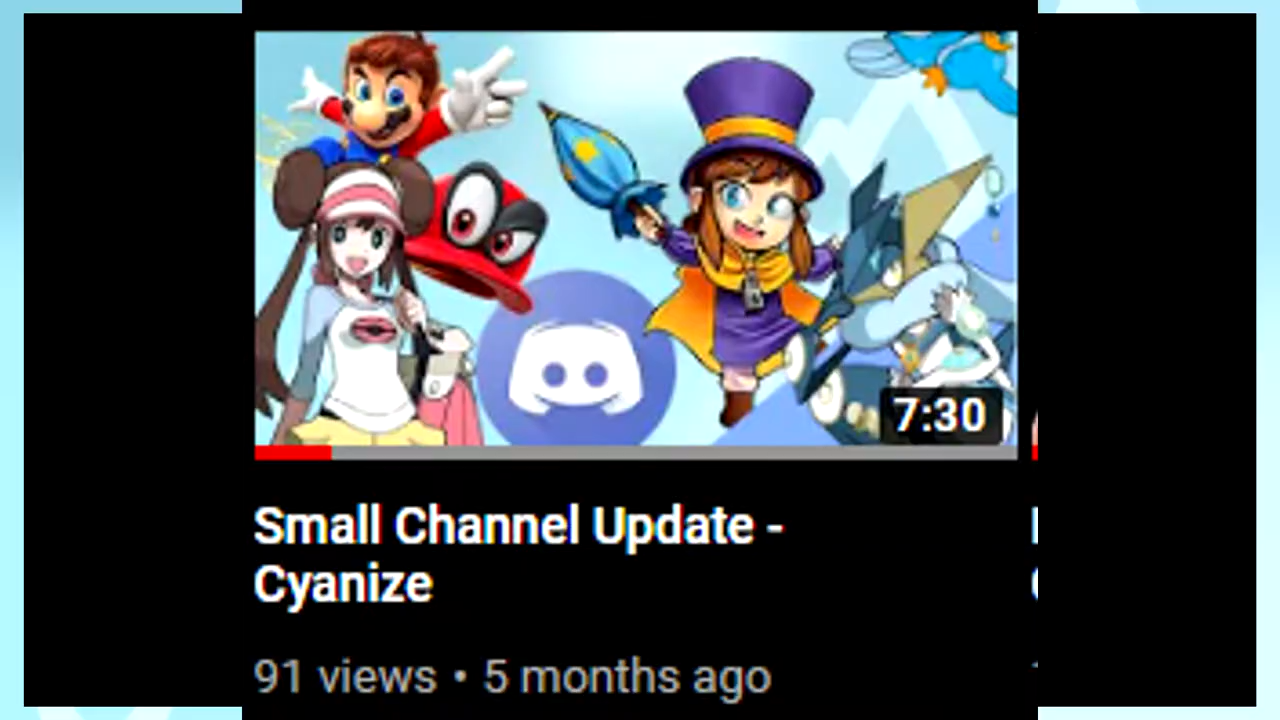 7:30
Small Channel Update -
Cyanize
91 views • 5 months ago